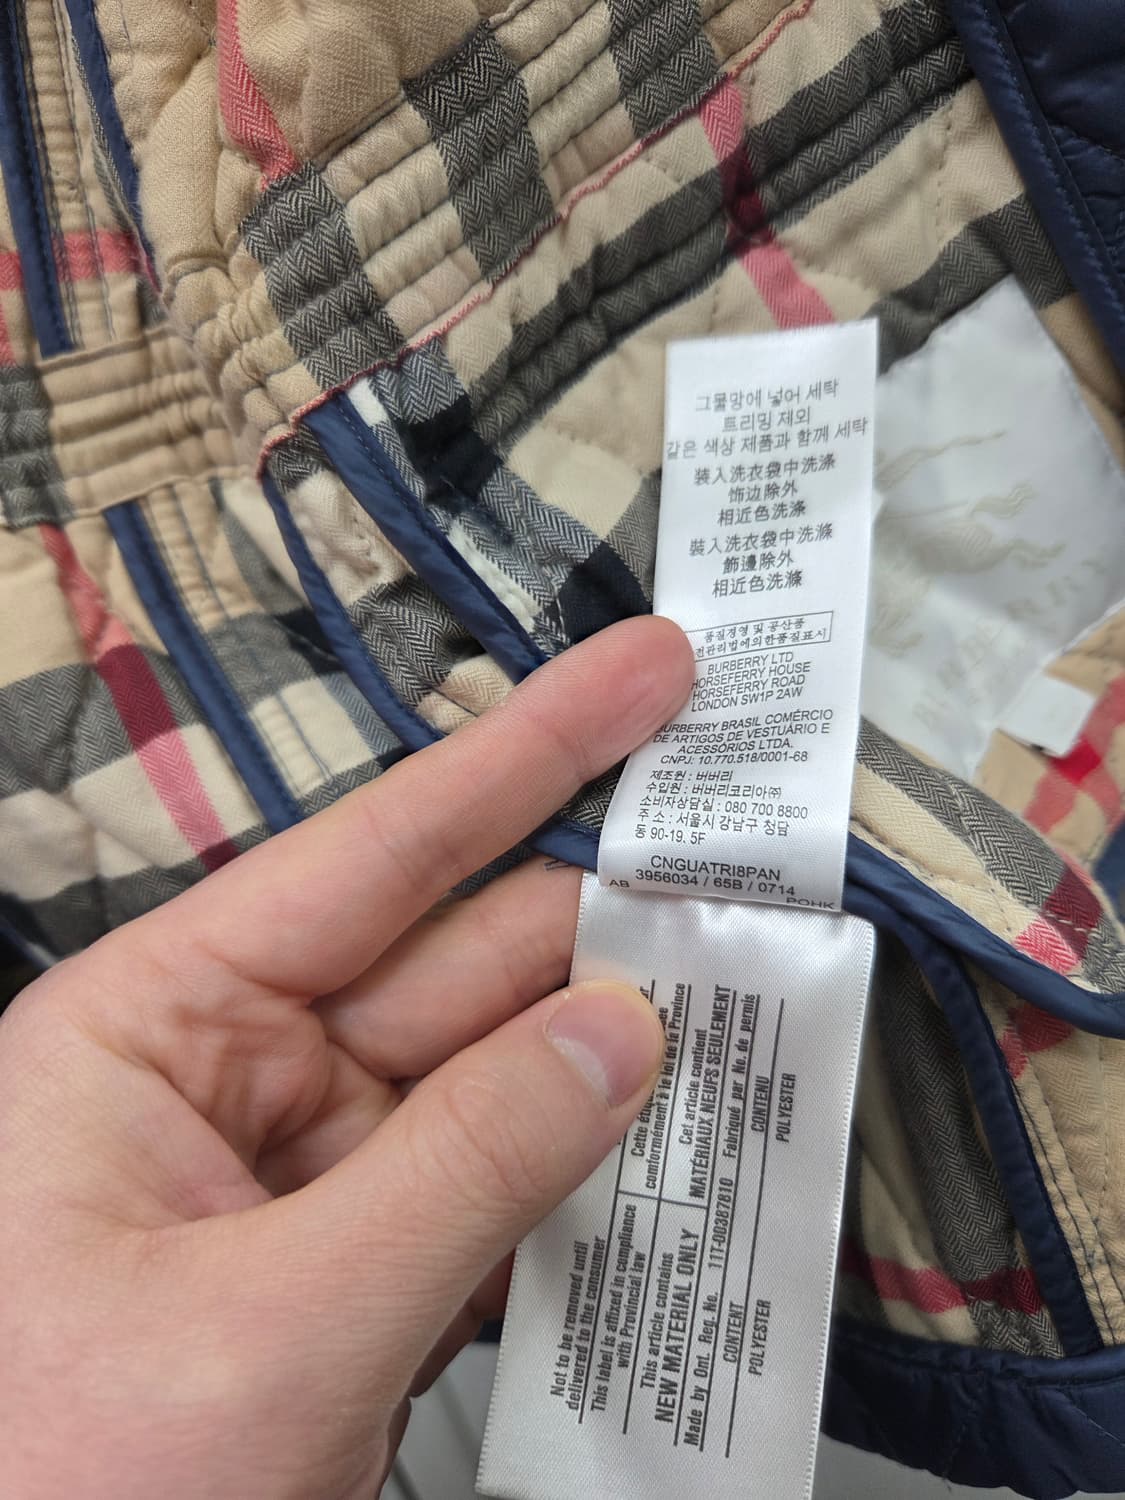 그물망에 넣어 세탁
트리밍 제외
같은 색상 제품과 함께 세탁
裝入洗衣袋中洗涤
饰边除外
相近色洗涤
裝入洗衣袋中洗滌
飾邊除外
相近色洗滌
품질경영 및 공산품
전관리법에의한품질표시
BURBERRY LTD
HORSEFERRY HOUSE
HORSEFERRY ROAD
LONDON SW1P 2AW
BURBERRY BRASIL COMÉRCIO
DE ARTIGOS DE VESTUÁRIO E
ACESSÓRIOS LTDA.
CNPJ: 10.770.518/0001-68
제조원 : 버버리
수입원 : 버버리코리아㈜
소비자상담실 : 080 700 8800
주 소 : 서울시 강남구 청담
동 90-19. 5F
CNGUATRI8PAN
3956034 / 65B / 0714
AB
POHK
Not to be removed until
delivered to the consumer
This label is affixed in compliance
with Provincial law
Cette
conformément à la loi de la Province
This article contains
NEW MATERIAL ONLY
Cet article contient
MATÉRIAUX NEUFS SEULEMENT
Made by Ont. Reg. No. 11T-00387810 Fabriqué par No. de permis
CONTENT CONTENU
POLYESTER POLYESTER